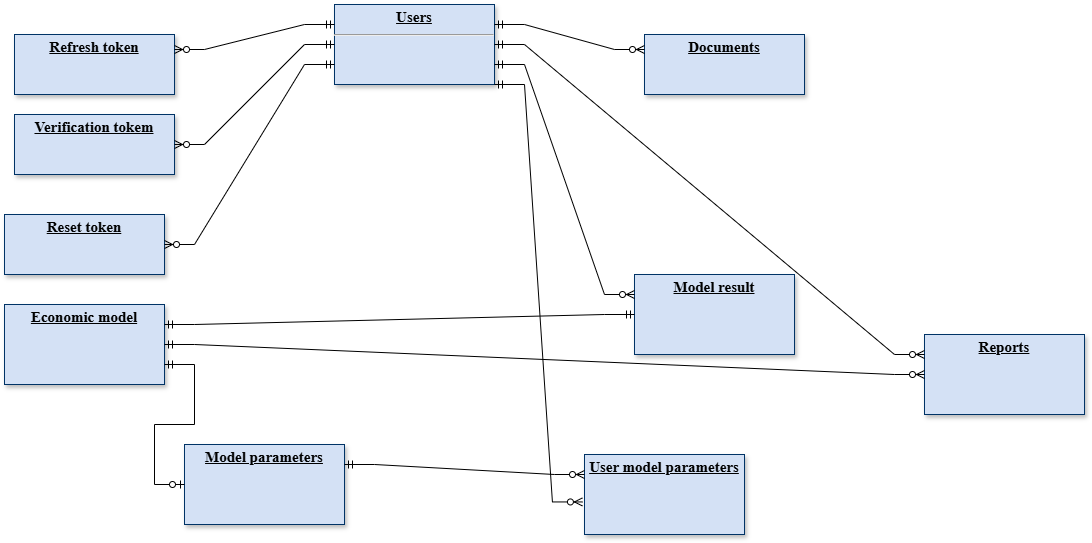 Users
Refresh token
Documents
Verification tokem
Reset token
Model result
Economic model
Reports
Model parameters
User model parameters